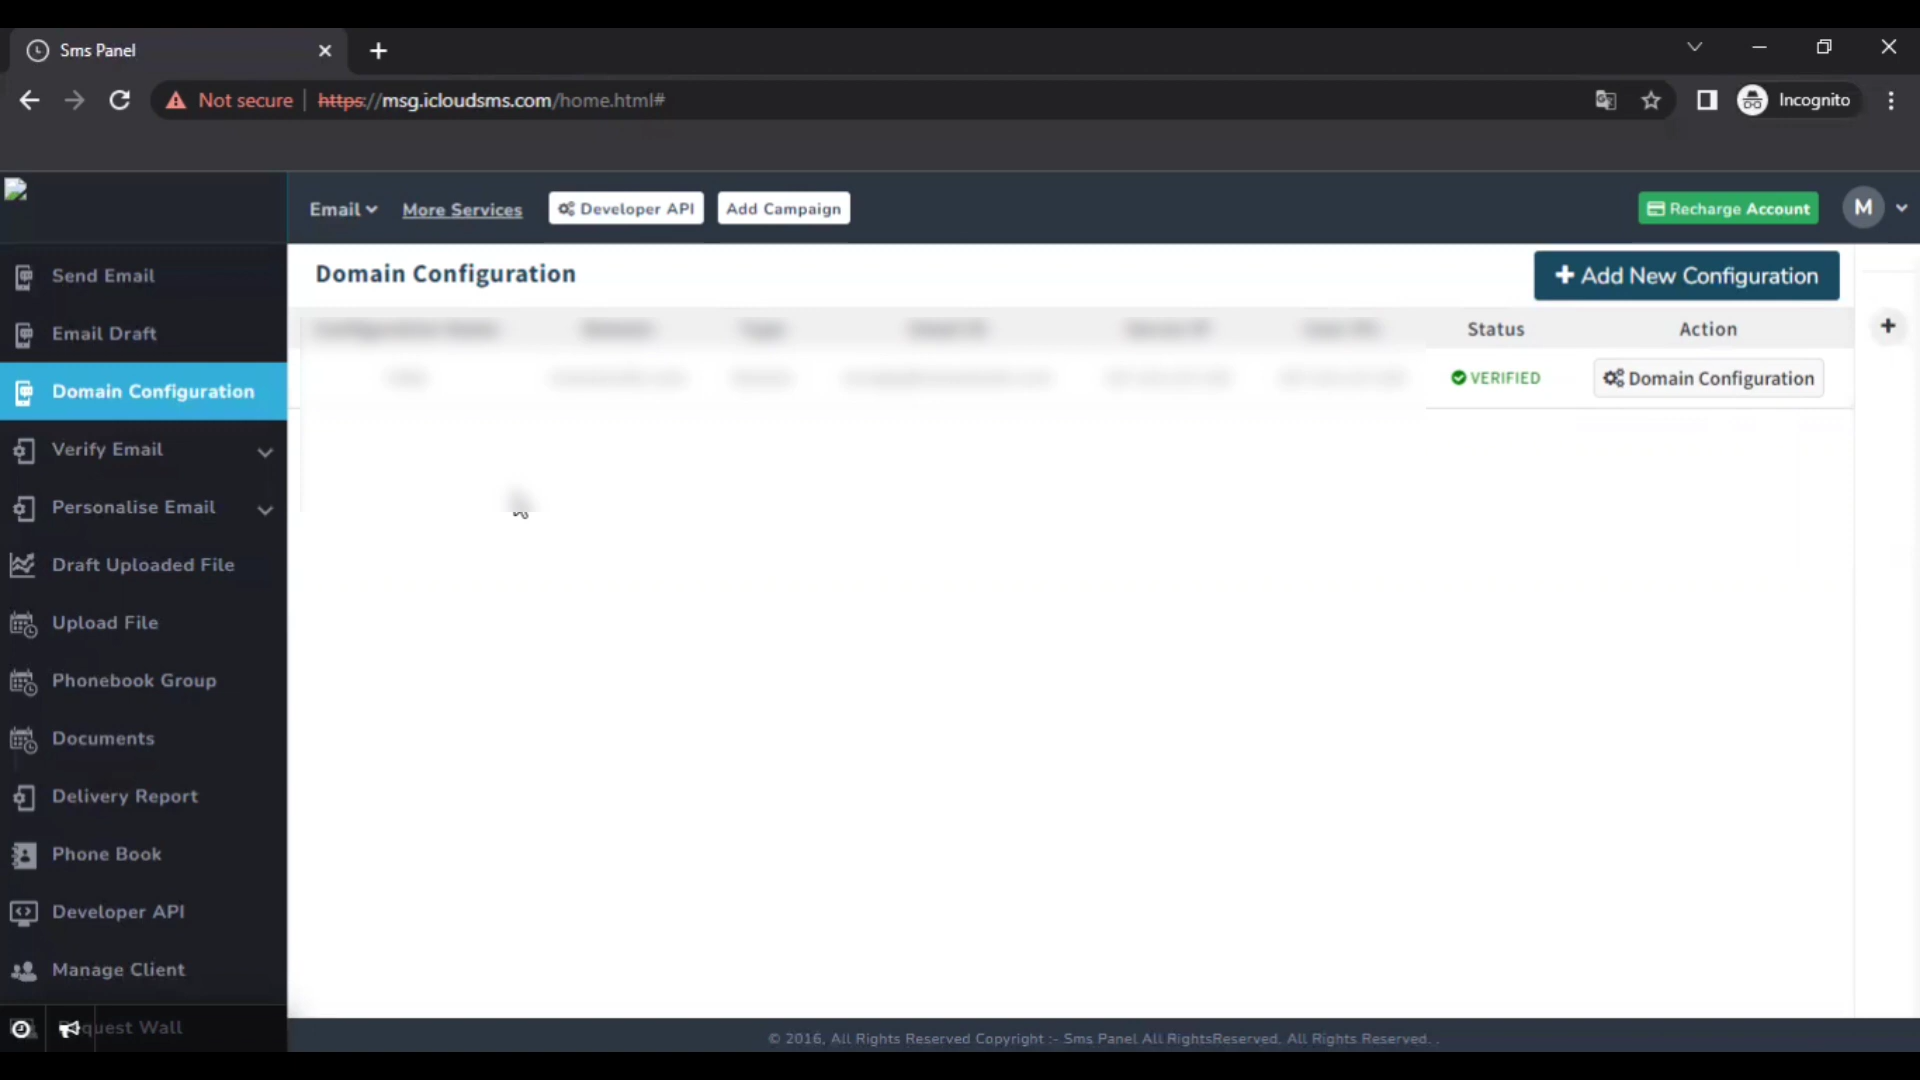 Sms Panel
Not secure https://msg.icloudsms.com/home.html#
Incognito
Email More Services Developer API Add Campaign Recharge Account M
Domain Configuration Add New Configuration
Status Action
VERIFIED Domain Configuration
Send Email
Email Draft
Domain Configuration
Verify Email
Personalise Email
Draft Uploaded File
Upload File
Phonebook Group
Documents
Delivery Report
Phone Book
Developer API
Manage Client
quest Wall
© 2016, All Rights Reserved Copyright :- Sms Panel All RightsReserved. All Rights Reserved. .